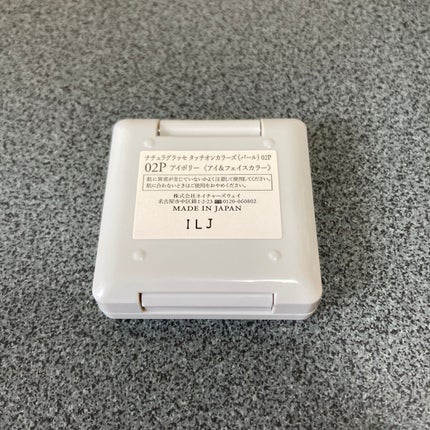 ナチュラグラッセ タッチオンカラーズ(パール)02P
02P アイボリー 〈アイ&フェイスカラー〉
肌に異常が生じていないかよく注意して使用してください。
肌に合わないときはご使用をおやめください。
株式会社ネイチャーズウェイ
名古屋市中区錦1-2-23 ☎0120-060802
MADE IN JAPAN
ILJ